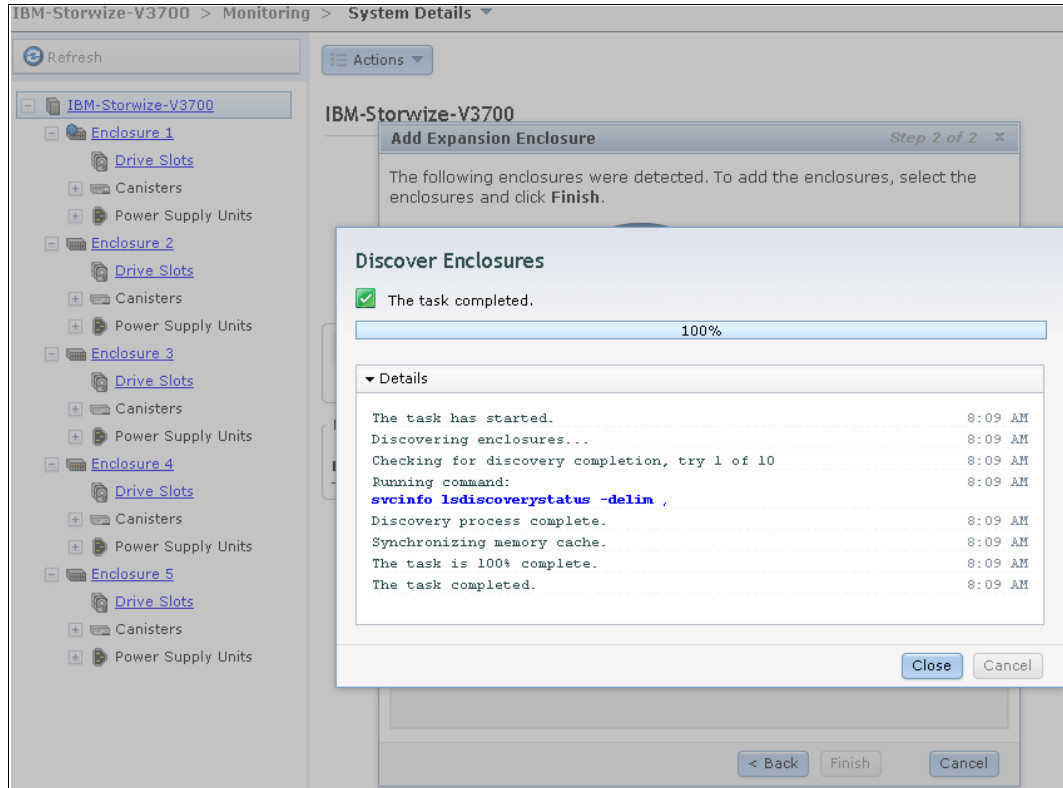 IBM-Storwize-V3700 > Monitoring > System Details
Refresh
Actions
IBM-Storwize-V3700
Enclosure 1
Drive Slots
Canisters
Power Supply Units
Enclosure 2
Drive Slots
Canisters
Power Supply Units
Enclosure 3
Drive Slots
Canisters
Power Supply Units
Enclosure 4
Drive Slots
Canisters
Power Supply Units
Enclosure 5
Drive Slots
Canisters
Power Supply Units
IBM-Storwize-V3700
Add Expansion Enclosure Step 2 of 2 x
The following enclosures were detected. To add the enclosures, select the
enclosures and click Finish.
Discover Enclosures
The task completed.
100%
Details
The task has started. 8:09 AM
Discovering enclosures... 8:09 AM
Checking for discovery completion, try 1 of 10 8:09 AM
Running command: 8:09 AM
svcinfo lsdiscoverystatus -delim ,
Discovery process complete. 8:09 AM
Synchronizing memory cache. 8:09 AM
The task is 100% complete. 8:09 AM
The task completed. 8:09 AM
Close Cancel
< Back Finish Cancel